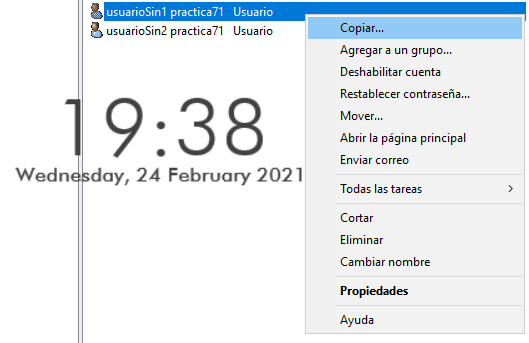 usuarioSin1 practica71 Usuario
usuarioSin2 practica71 Usuario
19:38
Wednesday, 24 February 2021
Copiar...
Agregar a un grupo...
Deshabilitar cuenta
Restablecer contraseña...
Mover...
Abrir la página principal
Enviar correo
Todas las tareas
Cortar
Eliminar
Cambiar nombre
Propiedades
Ayuda